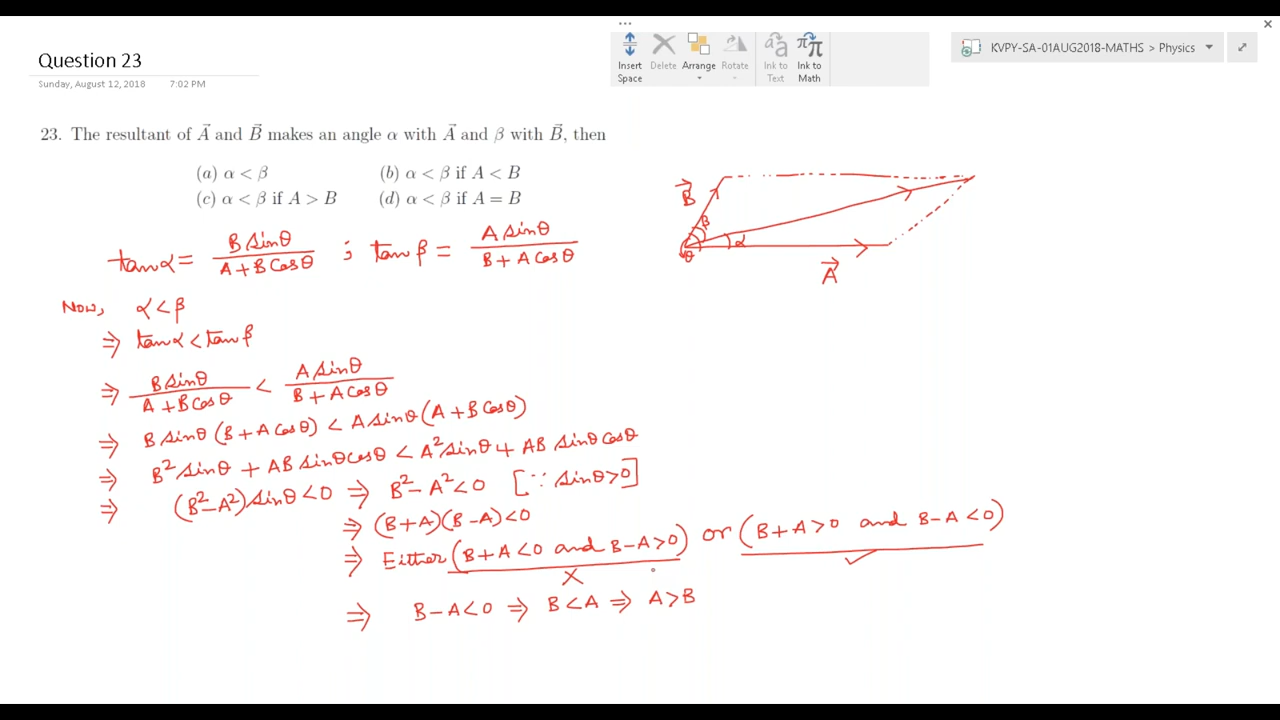 Question 23
Sunday, August 12, 2018 7:02 PM
Insert Space Delete Arrange Rotate Ink to Text Ink to Math
KVPY-SA-01AUG2018-MATHS > Physics
23. The resultant of A⃗ and B⃗ makes an angle α with A⃗ and β with B⃗, then
(a) α < β (b) α < β if A < B
(c) α < β if A > B (d) α < β if A = B
B⃗ β α θ A⃗
tanα = B Sinθ / A + B Cosθ ; tanβ = A Sinθ / B + A Cosθ
Now, α < β
⇒ tanα < tanβ
⇒ B Sinθ / A + B Cosθ < A Sinθ / B + A Cosθ
⇒ B Sinθ (B + A Cosθ) < A Sinθ (A + B Cosθ)
⇒ B² Sinθ + AB Sinθ Cosθ < A² Sinθ + AB Sinθ Cosθ
⇒ (B² − A²) Sinθ < 0 ⇒ B² − A² < 0 [∵ Sinθ > 0]
⇒ (B + A)(B − A) < 0
⇒ Either (B + A < 0 and B − A > 0) or (B + A > 0 and B − A < 0)
✗ ✓
⇒ B − A < 0 ⇒ B < A ⇒ A > B